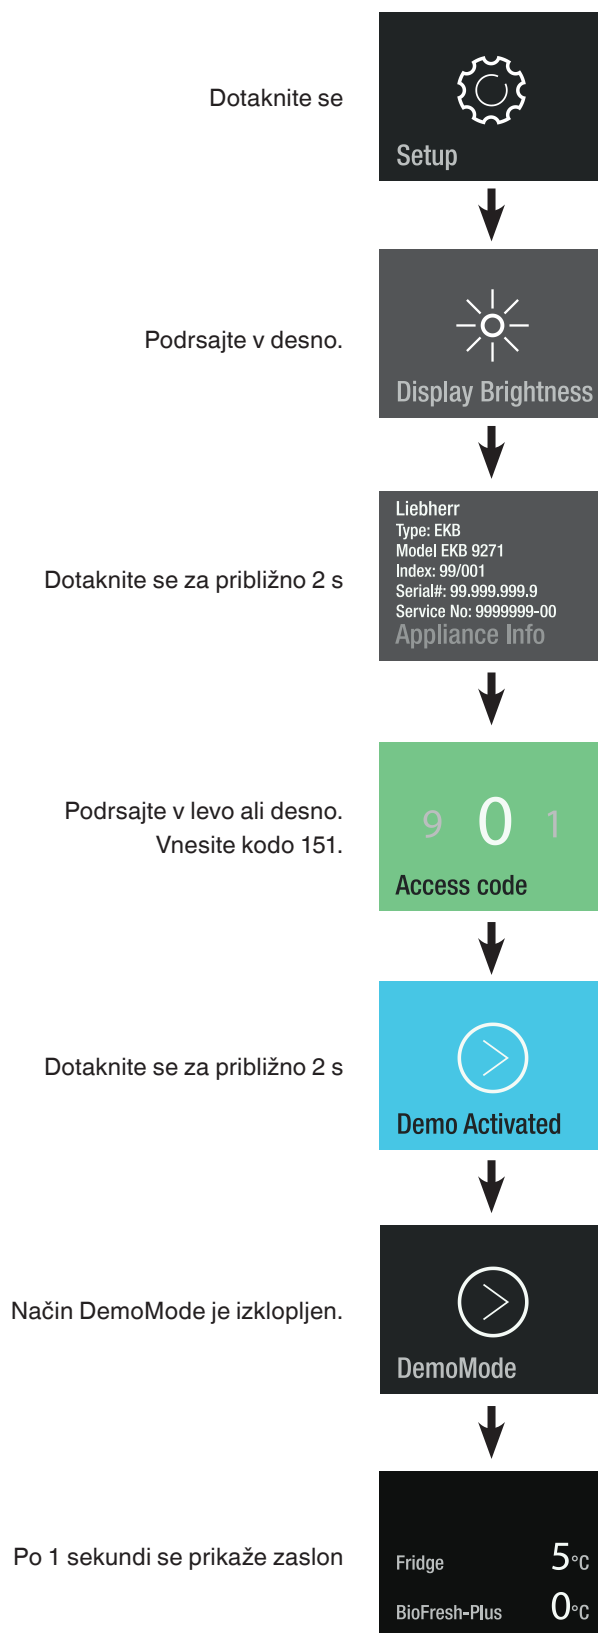 Dotaknite se
Setup
Podrsajte v desno.
Display Brightness
Dotaknite se za približno 2 s
Liebherr
Type: EKB
Model EKB 9271
Index: 99/001
Serial#: 99.999.999.9
Service No: 9999999-00
Appliance Info
Podrsajte v levo ali desno.
Vnesite kodo 151.
9 0 1
Access code
Dotaknite se za približno 2 s
Demo Activated
Način DemoMode je izklopljen.
DemoMode
Po 1 sekundi se prikaže zaslon
Fridge 5°C
BioFresh-Plus 0°C